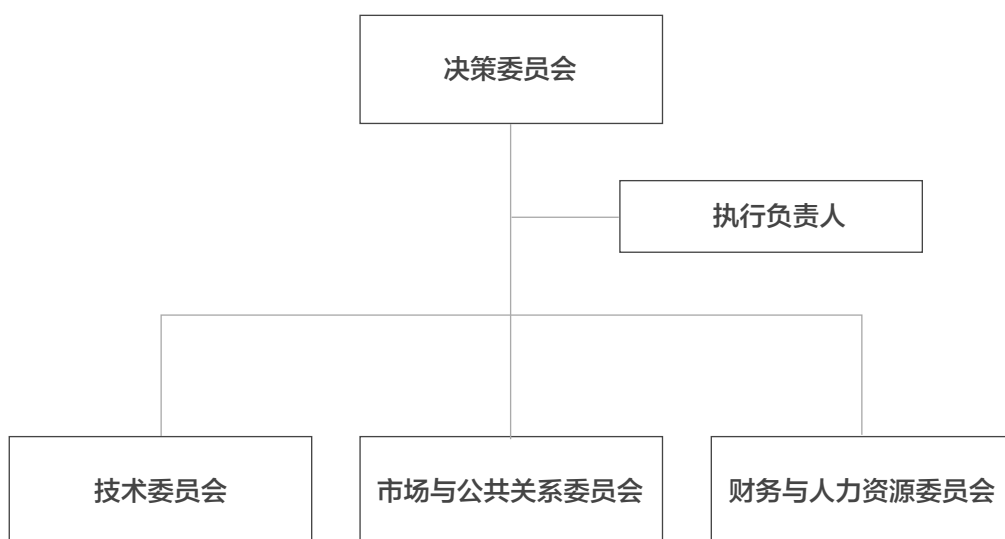 决策委员会
执行负责人
技术委员会
市场与公共关系委员会
财务与人力资源委员会